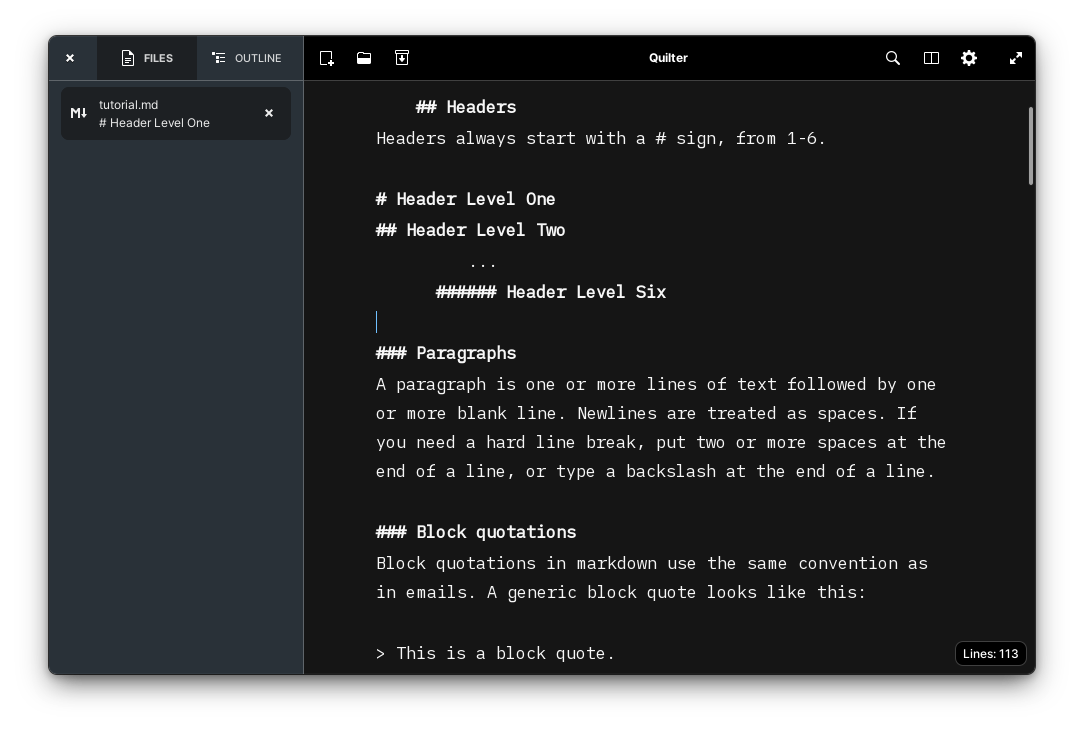 FILES
OUTLINE
Quilter
M↓
tutorial.md
# Header Level One
## Headers
Headers always start with a # sign, from 1-6.
# Header Level One
## Header Level Two
...
###### Header Level Six
### Paragraphs
A paragraph is one or more lines of text followed by one
or more blank line. Newlines are treated as spaces. If
you need a hard line break, put two or more spaces at the
end of a line, or type a backslash at the end of a line.
### Block quotations
Block quotations in markdown use the same convention as
in emails. A generic block quote looks like this:
> This is a block quote.
Lines: 113